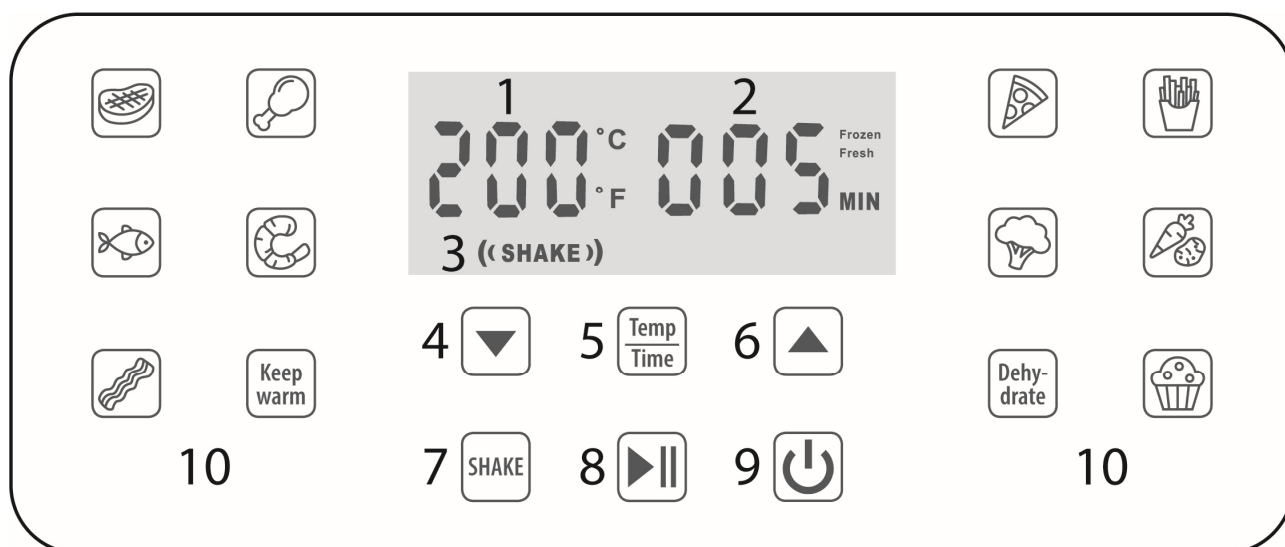 1 2
200 °C 005 Frozen
Fresh
°F MIN
3 ((SHAKE))
4 5 Temp 6
Time
Keep
warm
Dehy-
drate
10 7 SHAKE 8 9 10